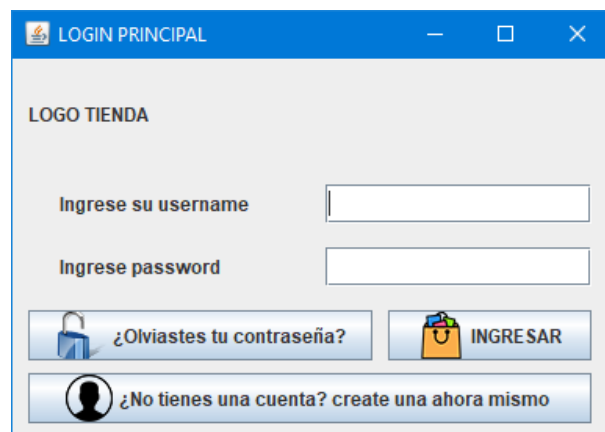 LOGIN PRINCIPAL
LOGO TIENDA
Ingrese su username
Ingrese password
¿Olviastes tu contraseña? INGRESAR
¿No tienes una cuenta? create una ahora mismo